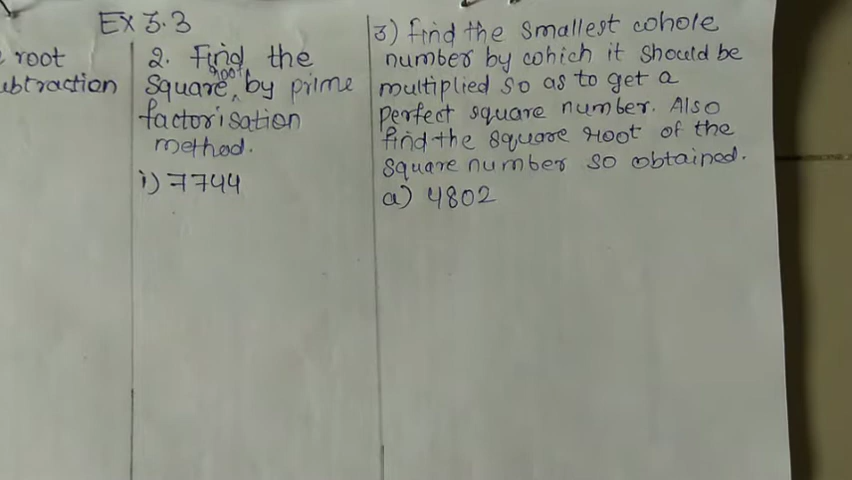 Ex 5.3
root
ubtraction
2. Find the
root
Square ^ by prime
factorisation
method.
i) 7744
3) find the smallest whole
number by which it should be
multiplied so as to get a
perfect square number. Also
find the square root of the
square number so obtained.
a) 4802